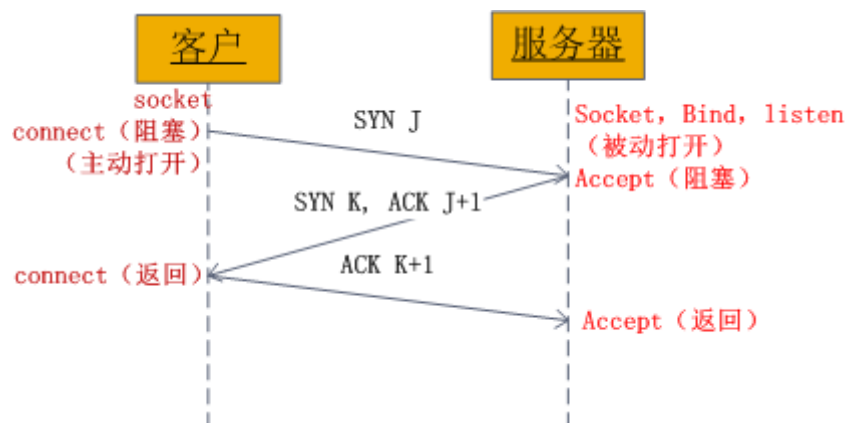 客户
服务器
socket
connect（阻塞）
（主动打开）
SYN J
Socket, Bind, listen
（被动打开）
Accept（阻塞）
SYN K, ACK J+1
connect（返回）
ACK K+1
Accept（返回）